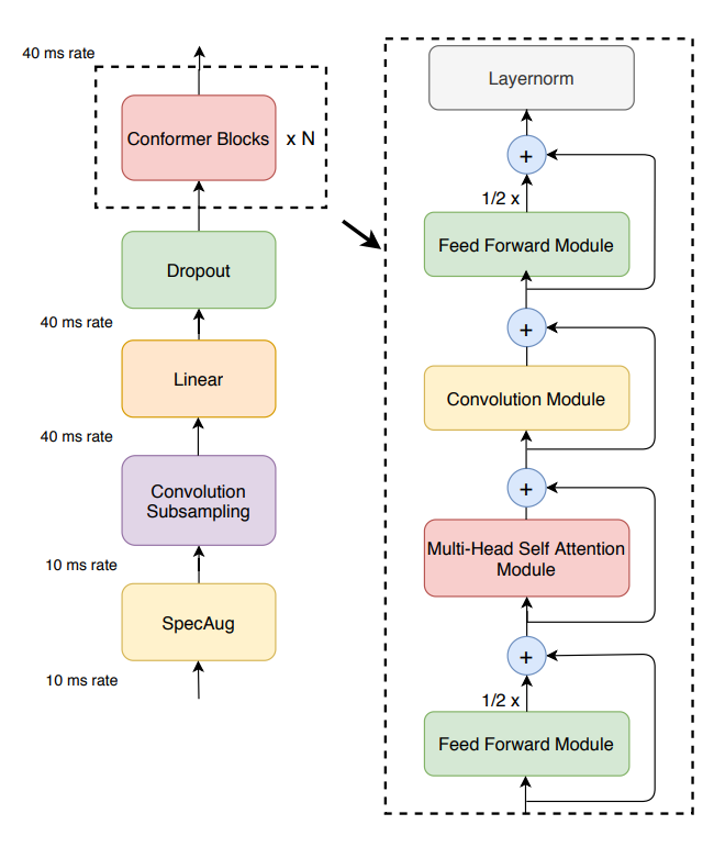 40 ms rate
Conformer Blocks
x N
Dropout
40 ms rate
Linear
40 ms rate
Convolution
Subsampling
10 ms rate
SpecAug
10 ms rate
Layernorm
+
1/2 x
Feed Forward Module
+
Convolution Module
+
Multi-Head Self Attention
Module
+
1/2 x
Feed Forward Module